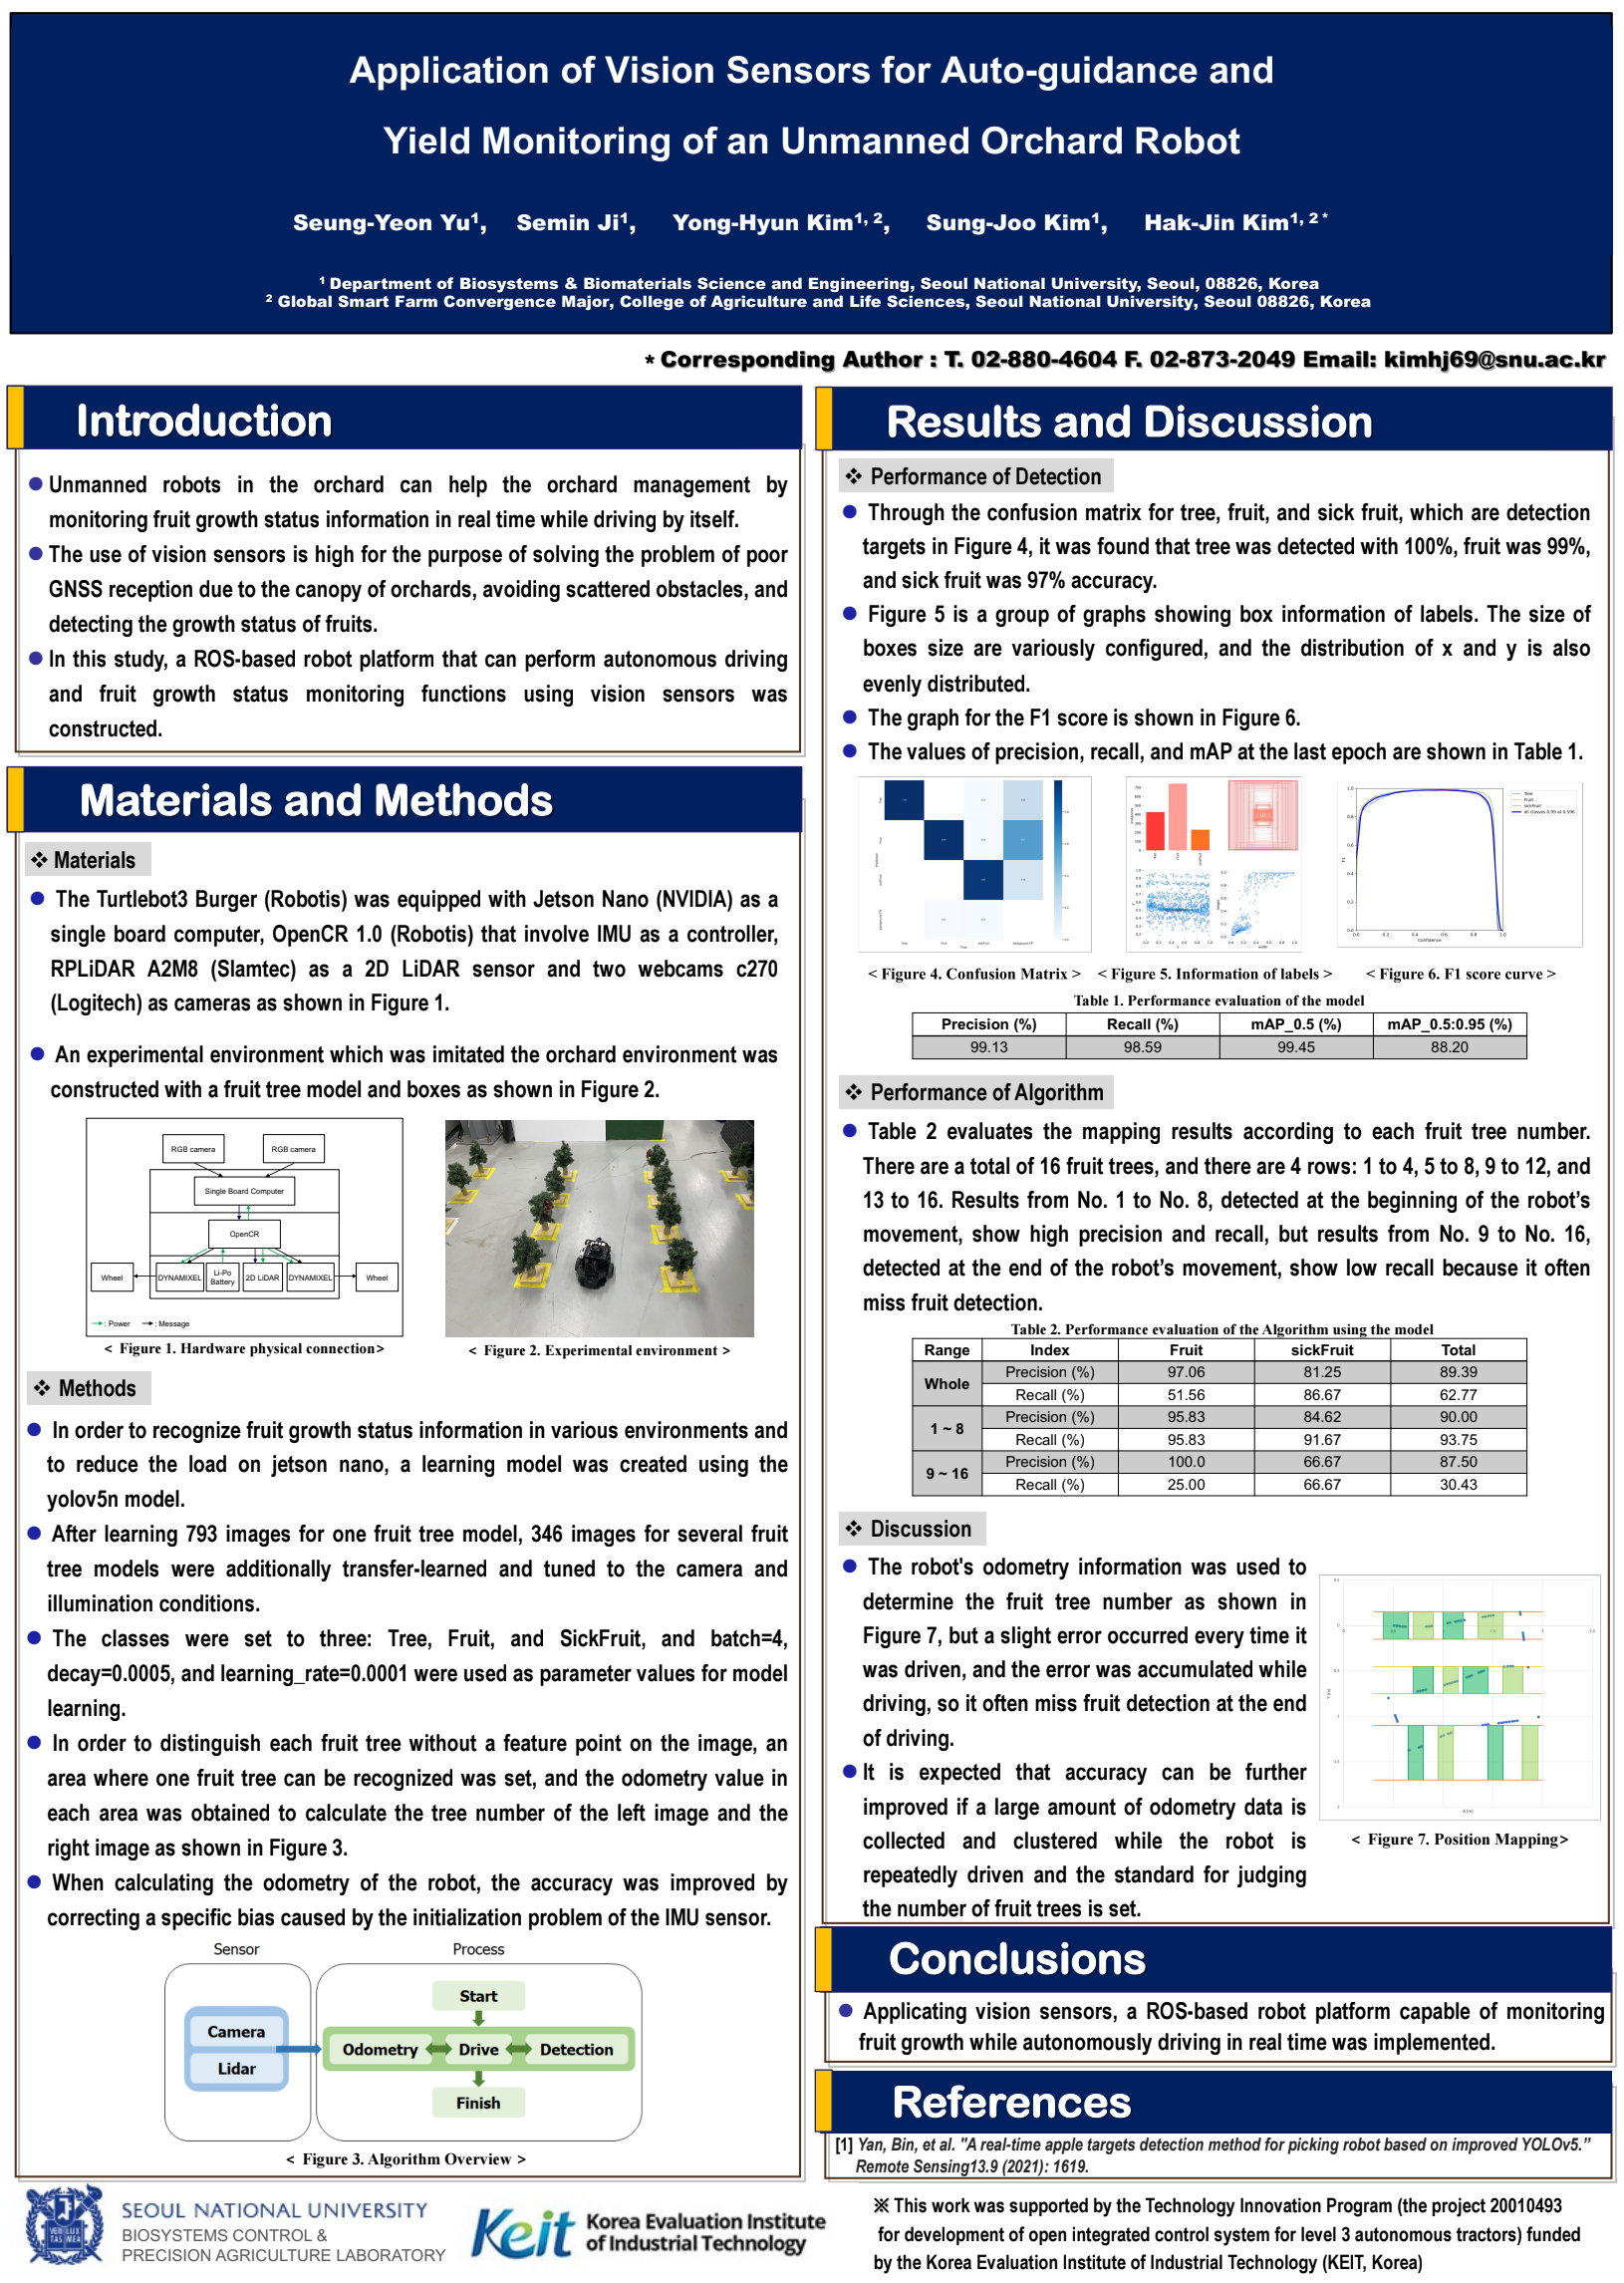 Application of Vision Sensors for Auto-guidance and
Yield Monitoring of an Unmanned Orchard Robot
Seung-Yeon Yu1, Semin Ji1, Yong-Hyun Kim1, 2, Sung-Joo Kim1, Hak-Jin Kim1, 2 *
1 Department of Biosystems & Biomaterials Science and Engineering, Seoul National University, Seoul, 08826, Korea
2 Global Smart Farm Convergence Major, College of Agriculture and Life Sciences, Seoul National University, Seoul 08826, Korea
* Corresponding Author : T. 02-880-4604 F. 02-873-2049 Email: kimhj69@snu.ac.kr
Introduction
● Unmanned robots in the orchard can help the orchard management by
monitoring fruit growth status information in real time while driving by itself.
● The use of vision sensors is high for the purpose of solving the problem of poor
GNSS reception due to the canopy of orchards, avoiding scattered obstacles, and
detecting the growth status of fruits.
● In this study, a ROS-based robot platform that can perform autonomous driving
and fruit growth status monitoring functions using vision sensors was
constructed.
Materials and Methods
❖ Materials
● The Turtlebot3 Burger (Robotis) was equipped with Jetson Nano (NVIDIA) as a
single board computer, OpenCR 1.0 (Robotis) that involve IMU as a controller,
RPLiDAR A2M8 (Slamtec) as a 2D LiDAR sensor and two webcams c270
(Logitech) as cameras as shown in Figure 1.
● An experimental environment which was imitated the orchard environment was
constructed with a fruit tree model and boxes as shown in Figure 2.
RGB camera RGB camera
Single Board Computer
OpenCR
Wheel DYNAMIXEL Li-Po Battery 2D LiDAR DYNAMIXEL Wheel
: Power : Message
< Figure 1. Hardware physical connection>
< Figure 2. Experimental environment >
❖ Methods
● In order to recognize fruit growth status information in various environments and
to reduce the load on jetson nano, a learning model was created using the
yolov5n model.
● After learning 793 images for one fruit tree model, 346 images for several fruit
tree models were additionally transfer-learned and tuned to the camera and
illumination conditions.
● The classes were set to three: Tree, Fruit, and SickFruit, and batch=4,
decay=0.0005, and learning_rate=0.0001 were used as parameter values for model
learning.
● In order to distinguish each fruit tree without a feature point on the image, an
area where one fruit tree can be recognized was set, and the odometry value in
each area was obtained to calculate the tree number of the left image and the
right image as shown in Figure 3.
● When calculating the odometry of the robot, the accuracy was improved by
correcting a specific bias caused by the initialization problem of the IMU sensor.
Sensor Process
Start
Camera
Lidar
Odometry Drive Detection
Finish
< Figure 3. Algorithm Overview >
Results and Discussion
❖ Performance of Detection
● Through the confusion matrix for tree, fruit, and sick fruit, which are detection
targets in Figure 4, it was found that tree was detected with 100%, fruit was 99%,
and sick fruit was 97% accuracy.
● Figure 5 is a group of graphs showing box information of labels. The size of
boxes size are variously configured, and the distribution of x and y is also
evenly distributed.
● The graph for the F1 score is shown in Figure 6.
● The values of precision, recall, and mAP at the last epoch are shown in Table 1.
< Figure 4. Confusion Matrix > < Figure 5. Information of labels > < Figure 6. F1 score curve >
Table 1. Performance evaluation of the model
Precision (%) Recall (%) mAP_0.5 (%) mAP_0.5:0.95 (%)
99.13 98.59 99.45 88.20
❖ Performance of Algorithm
● Table 2 evaluates the mapping results according to each fruit tree number.
There are a total of 16 fruit trees, and there are 4 rows: 1 to 4, 5 to 8, 9 to 12, and
13 to 16. Results from No. 1 to No. 8, detected at the beginning of the robot’s
movement, show high precision and recall, but results from No. 9 to No. 16,
detected at the end of the robot’s movement, show low recall because it often
miss fruit detection.
Table 2. Performance evaluation of the Algorithm using the model
Range Index Fruit sickFruit Total
Whole Precision (%) 97.06 81.25 89.39
Recall (%) 51.56 86.67 62.77
1 ~ 8 Precision (%) 95.83 84.62 90.00
Recall (%) 95.83 91.67 93.75
9 ~ 16 Precision (%) 100.0 66.67 87.50
Recall (%) 25.00 66.67 30.43
❖ Discussion
● The robot's odometry information was used to
determine the fruit tree number as shown in
Figure 7, but a slight error occurred every time it
was driven, and the error was accumulated while
driving, so it often miss fruit detection at the end
of driving.
● It is expected that accuracy can be further
improved if a large amount of odometry data is
collected and clustered while the robot is
repeatedly driven and the standard for judging
the number of fruit trees is set.
< Figure 7. Position Mapping>
Conclusions
● Applicating vision sensors, a ROS-based robot platform capable of monitoring
fruit growth while autonomously driving in real time was implemented.
References
[1] Yan, Bin, et al. "A real-time apple targets detection method for picking robot based on improved YOLOv5.”
Remote Sensing13.9 (2021): 1619.
SEOUL NATIONAL UNIVERSITY
BIOSYSTEMS CONTROL &
PRECISION AGRICULTURE LABORATORY
Keit Korea Evaluation Institute
of Industrial Technology
※ This work was supported by the Technology Innovation Program (the project 20010493
for development of open integrated control system for level 3 autonomous tractors) funded
by the Korea Evaluation Institute of Industrial Technology (KEIT, Korea)